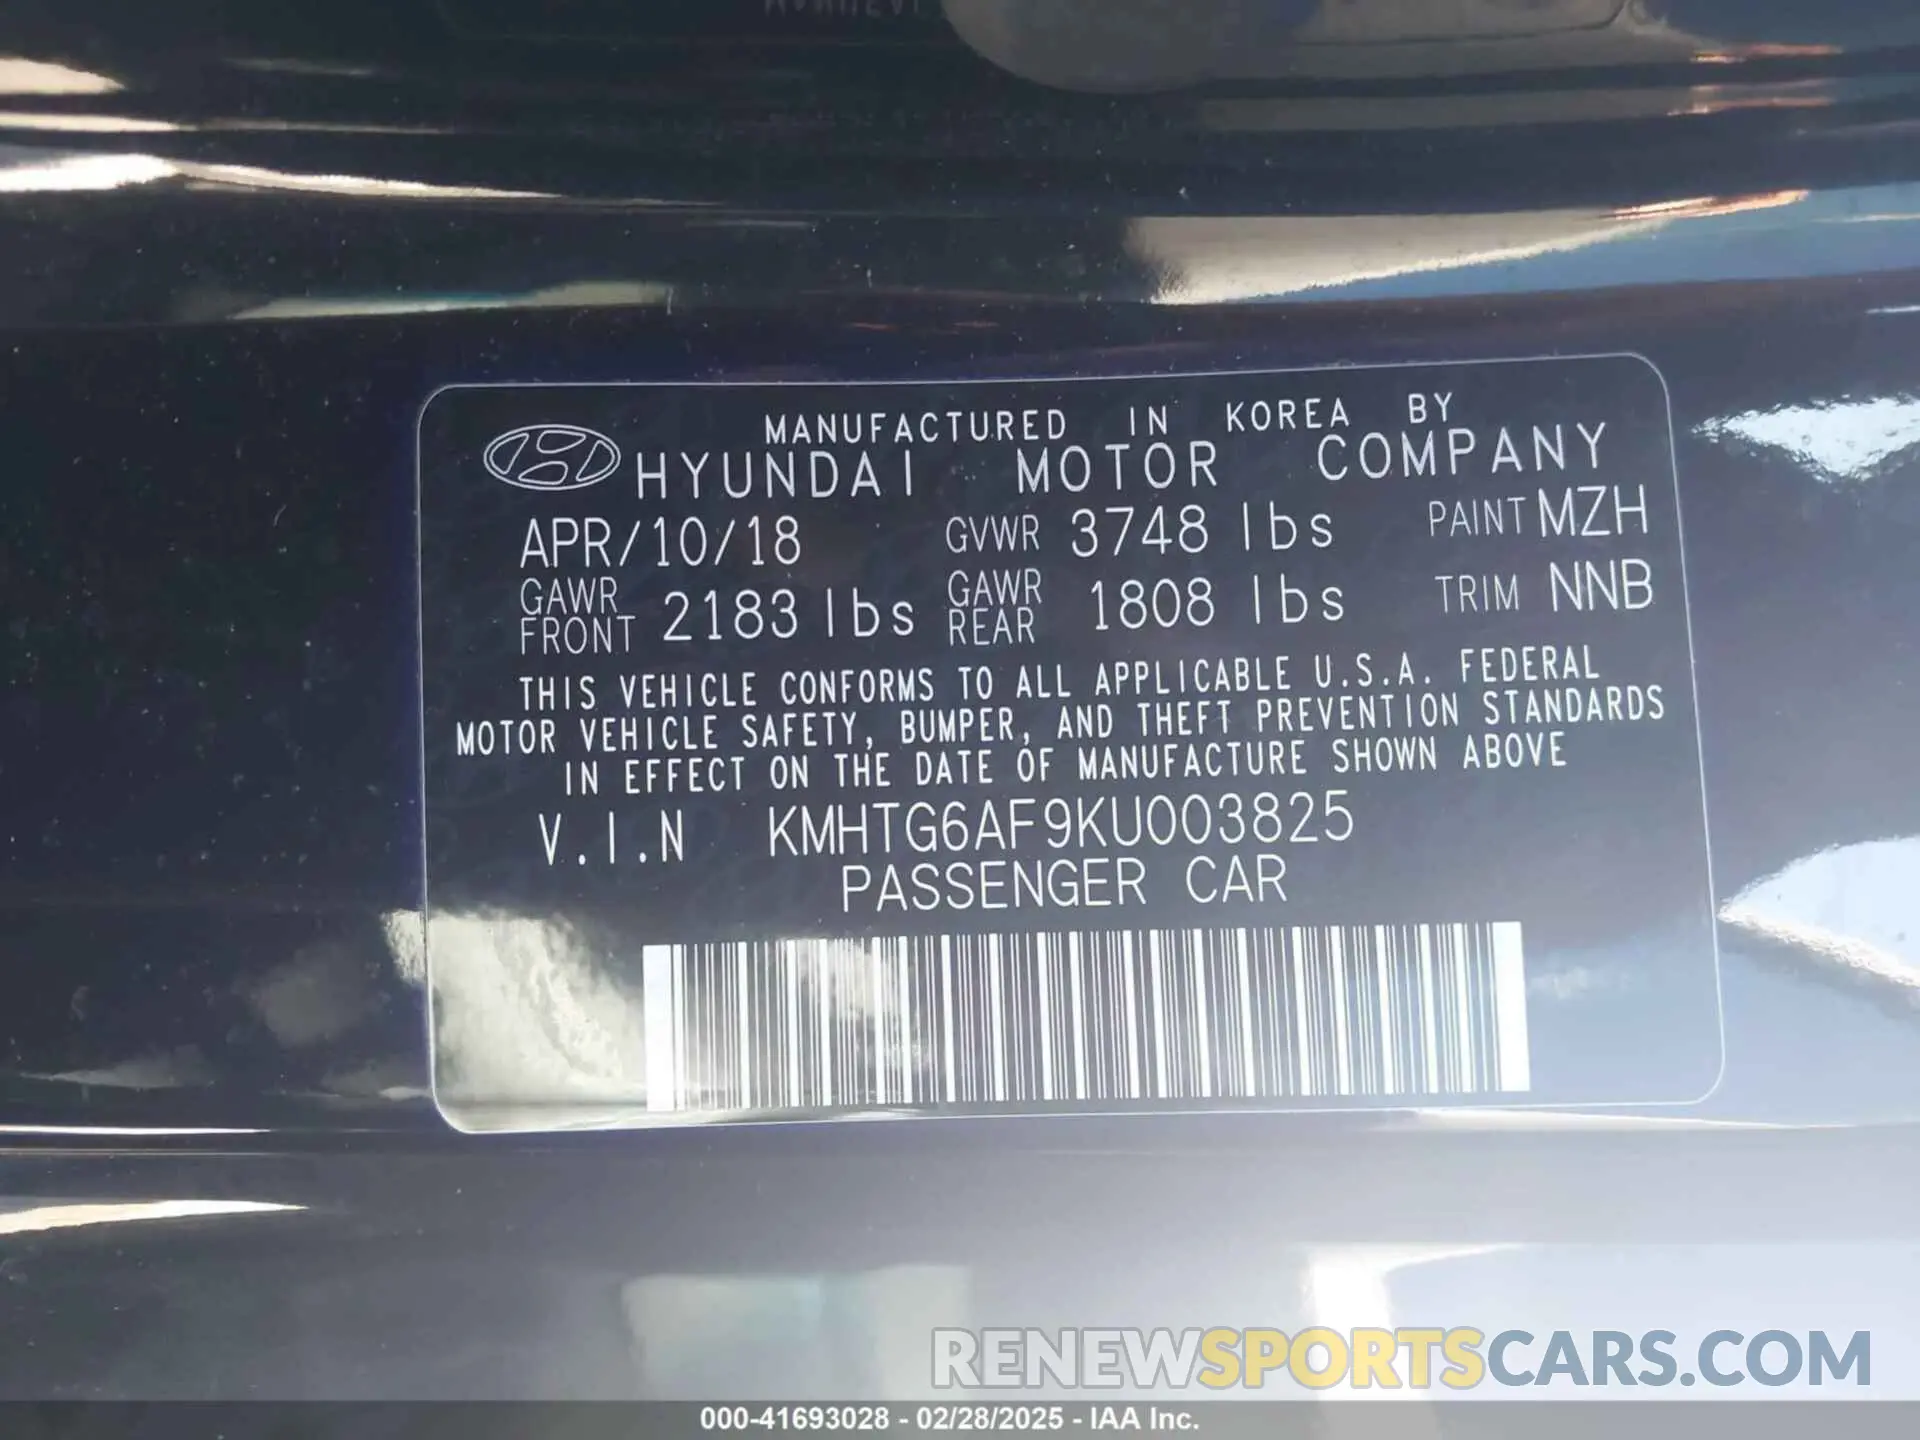 MANUFACTURED IN KOREA BY
HYUNDAI MOTOR COMPANY
APR/10/18 GVWR 3748 lbs PAINT MZH
GAWR FRONT 2183 lbs GAWR REAR 1808 lbs TRIM NNB
THIS VEHICLE CONFORMS TO ALL APPLICABLE U.S.A. FEDERAL
MOTOR VEHICLE SAFETY, BUMPER, AND THEFT PREVENTION STANDARDS
IN EFFECT ON THE DATE OF MANUFACTURE SHOWN ABOVE
V.I.N KMHTG6AF9KU003825
PASSENGER CAR
RENEWSPORTSCARS.COM
000-41693028 - 02/28/2025 - IAA Inc.